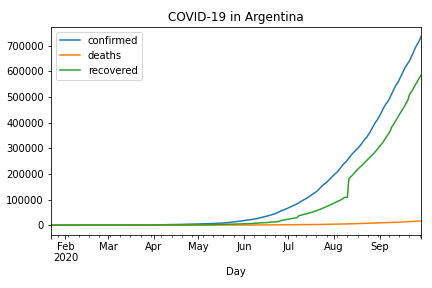 COVID-19 in Argentina
confirmed
deaths
recovered
700000
600000
500000
400000
300000
200000
100000
0
Feb Mar Apr May Jun Jul Aug Sep
2020
Day